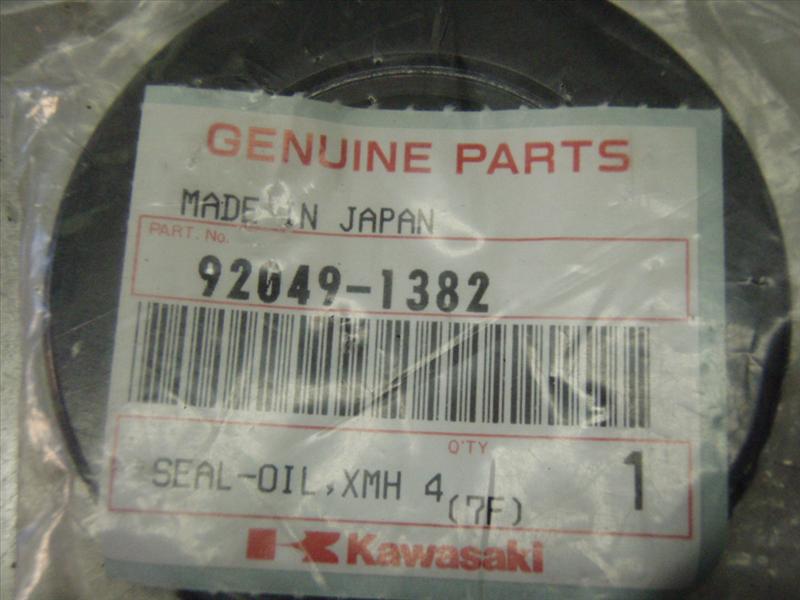 GENUINE PARTS
MADE IN JAPAN
PART. No.
92049-1382
Q'TY
SEAL-OIL,XMH 4 1
(7F)
Kawasaki